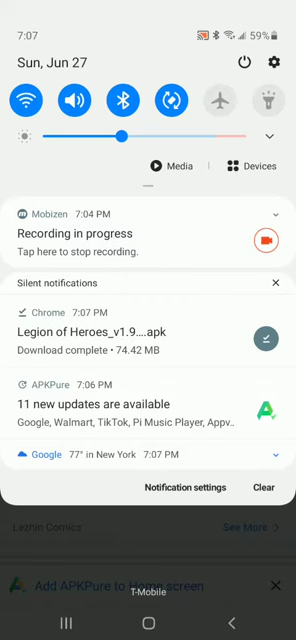 7:07
59%
Sun, Jun 27
Media
Devices
Mobizen 7:04 PM
Recording in progress
Tap here to stop recording.
Silent notifications
Chrome 7:07 PM
Legion of Heroes_v1.9....apk
Download complete • 74.42 MB
APKPure 7:06 PM
11 new updates are available
Google, Walmart, TikTok, Pi Music Player, Appv..
Google 77° in New York 7:07 PM
Notification settings
Clear
Lezhin Comics
See More
Add APKPure to Home screen
T-Mobile